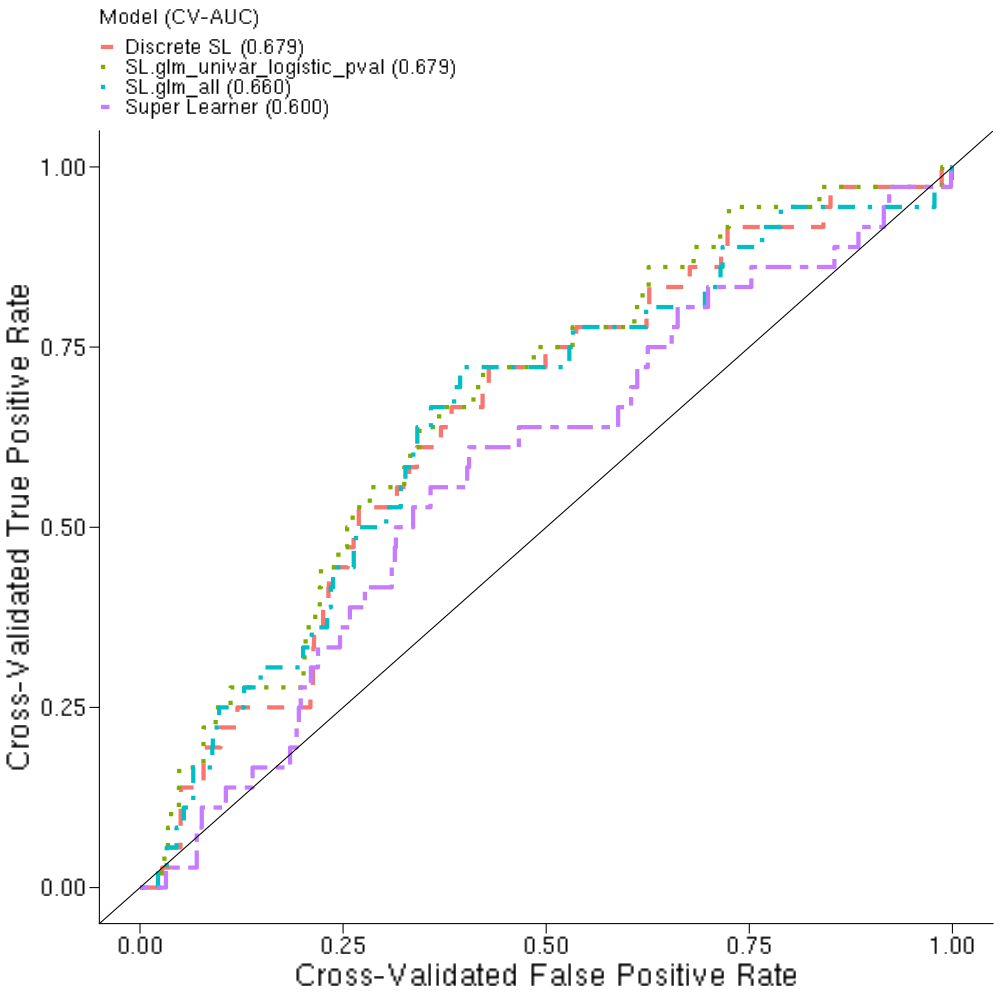 Model (CV-AUC)
Discrete SL (0.679)
SL.glm_univar_logistic_pval (0.679)
SL.glm_all (0.660)
Super Learner (0.600)
1.00
0.75
0.50
0.25
0.00
Cross-Validated True Positive Rate
0.00 0.25 0.50 0.75 1.00
Cross-Validated False Positive Rate